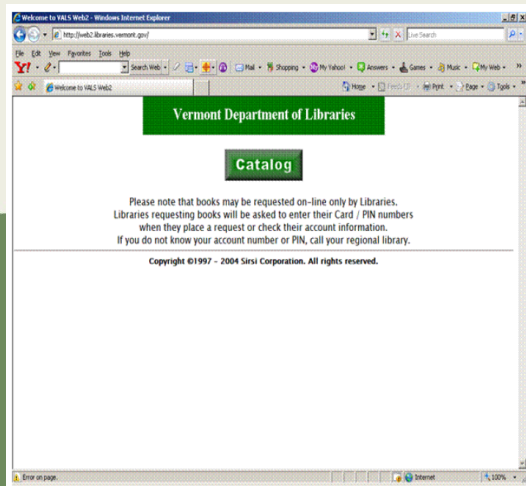 Welcome to VALS Web2 - Windows Internet Explorer
http://web2.libraries.vermont.gov/
Live Search
File Edit View Favorites Tools Help
Y! Search Web Mail Shopping My Yahoo! Answers Games Music My Web
Welcome to VALS Web2 Home Feeds Print Page Tools
Vermont Department of Libraries
Catalog
Please note that books may be requested on-line only by Libraries.
Libraries requesting books will be asked to enter their Card / PIN numbers
when they place a request or check their account information.
If you do not know your account number or PIN, call your regional library.
Copyright ©1997 - 2004 Sirsi Corporation. All rights reserved.
Error on page. Internet 100%